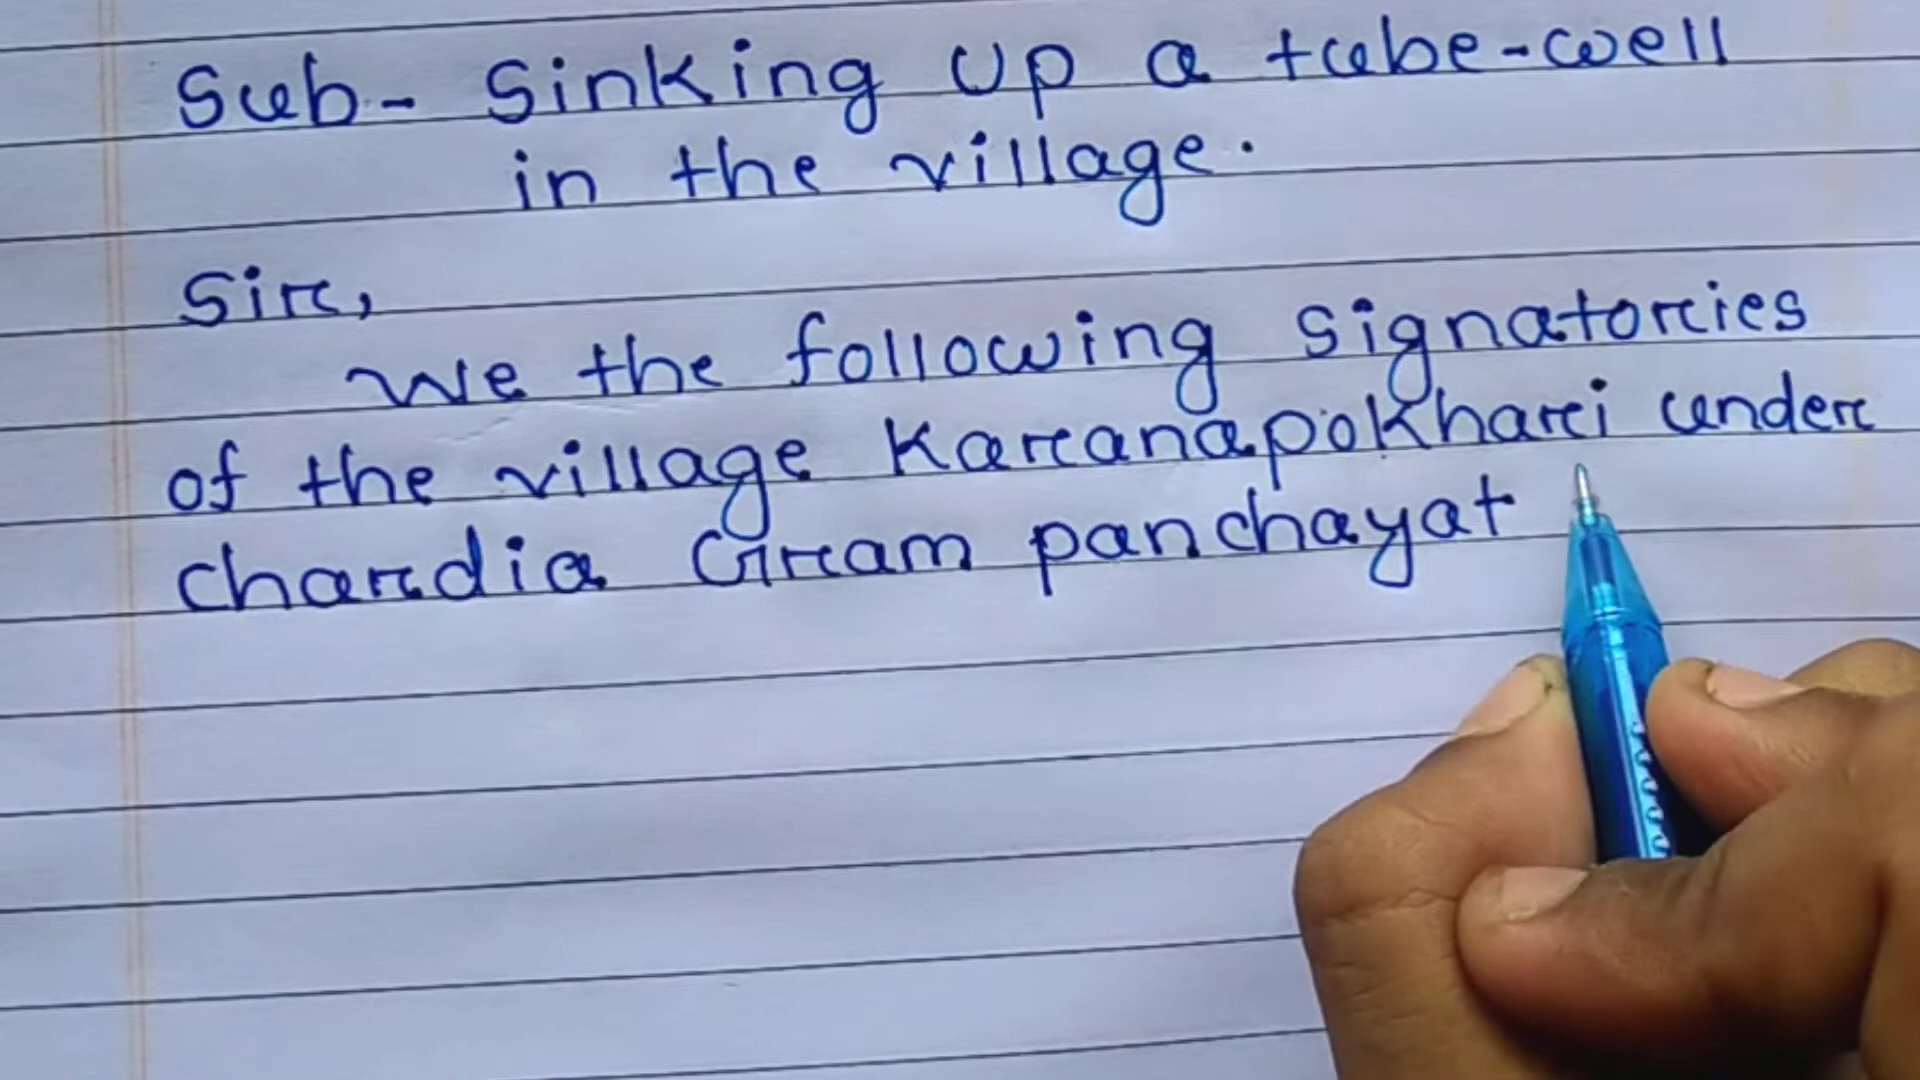 Sub- Sinking up a tube-well
in the village.
Sir,
We the following signatories
of the village Karanapokhari under
chardia Gram panchayat